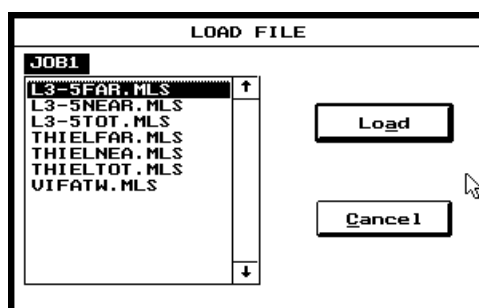 LOAD FILE
JOB1
L3-5FAR.MLS
L3-5NEAR.MLS
L3-5TOT.MLS
THIELFAR.MLS
THIELNEA.MLS
THIELTOT.MLS
VIFATW.MLS
Load
Cancel